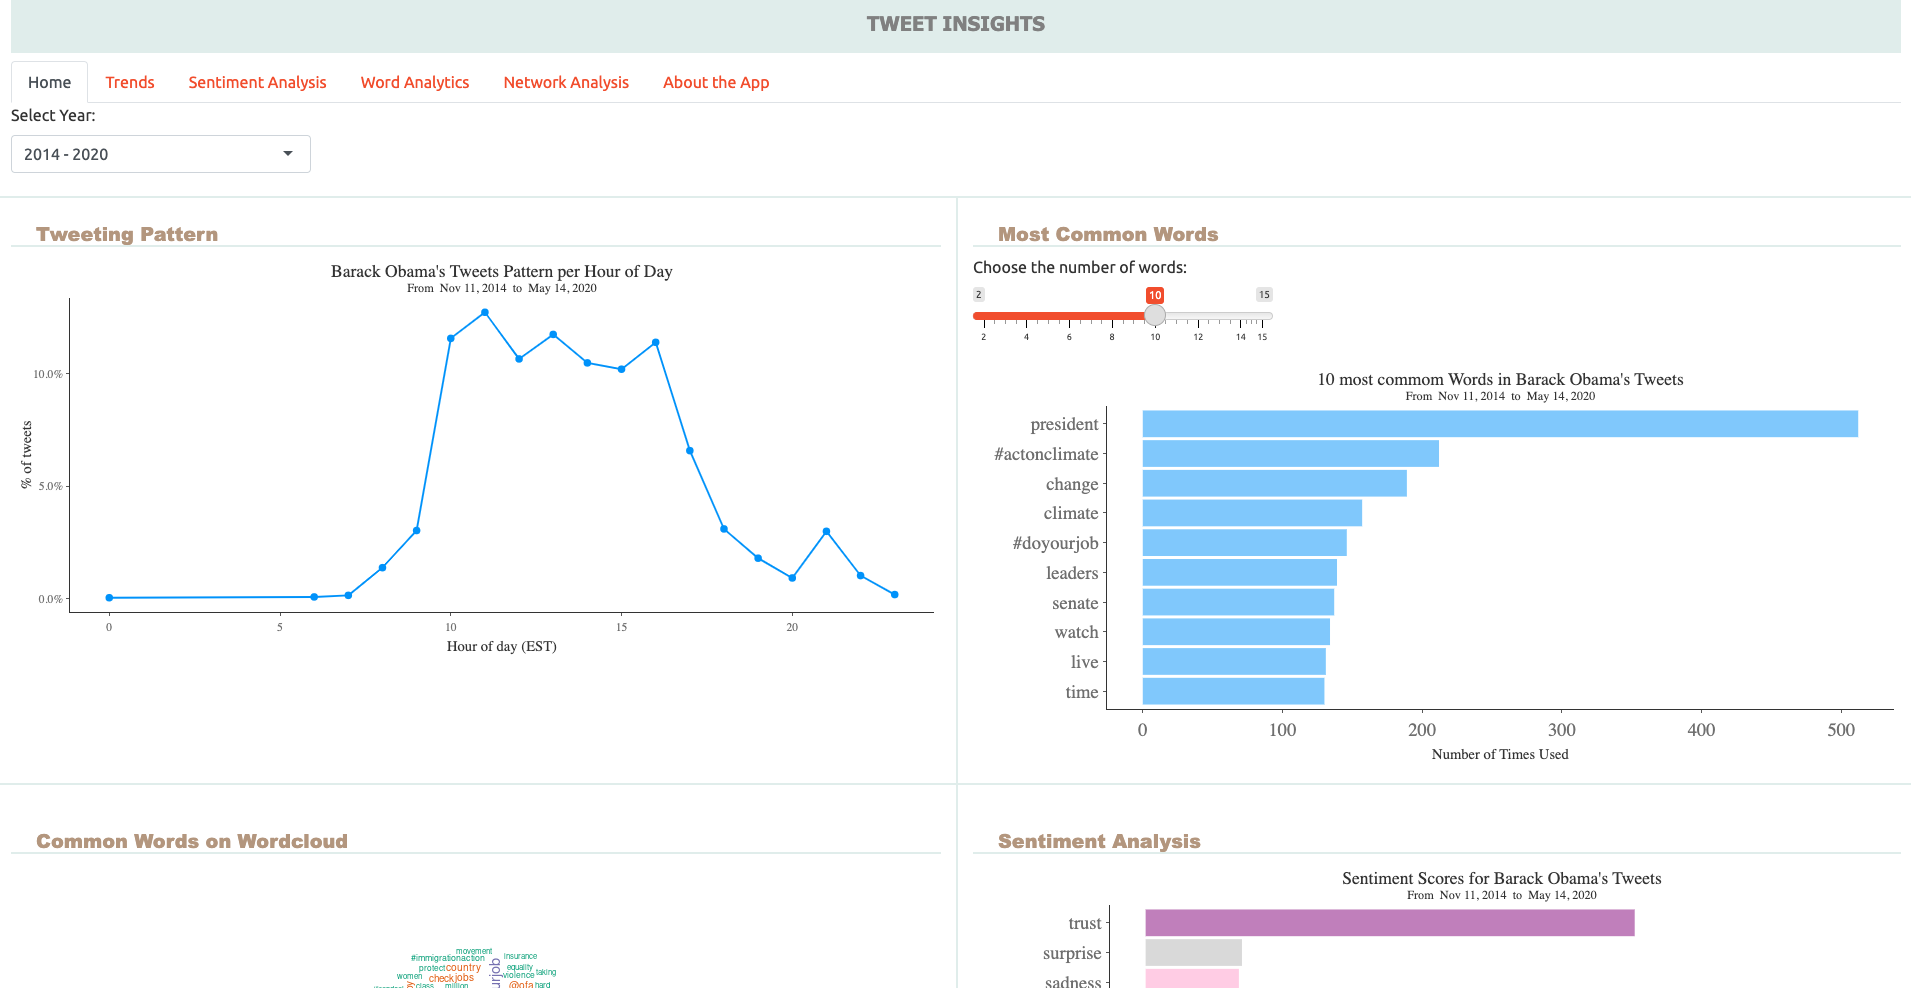 TWEET INSIGHTS
Home Trends Sentiment Analysis Word Analytics Network Analysis About the App
Select Year:
2014 - 2020
Tweeting Pattern
Barack Obama's Tweets Pattern per Hour of Day
From Nov 11, 2014 to May 14, 2020
10.0%
5.0%
0.0%
% of tweets
0 5 10 15 20
Hour of day (EST)
Most Common Words
Choose the number of words:
2 10 15
2 4 6 8 10 12 14 15
10 most commom Words in Barack Obama's Tweets
From Nov 11, 2014 to May 14, 2020
president
#actonclimate
change
climate
#doyourjob
leaders
senate
watch
live
time
0 100 200 300 400 500
Number of Times Used
Common Words on Wordcloud
movement
#immigrationaction
insurance
protect country
equality
women check jobs
violence taking
class million
@ofa hard
Sentiment Analysis
Sentiment Scores for Barack Obama's Tweets
From Nov 11, 2014 to May 14, 2020
trust
surprise
sadness